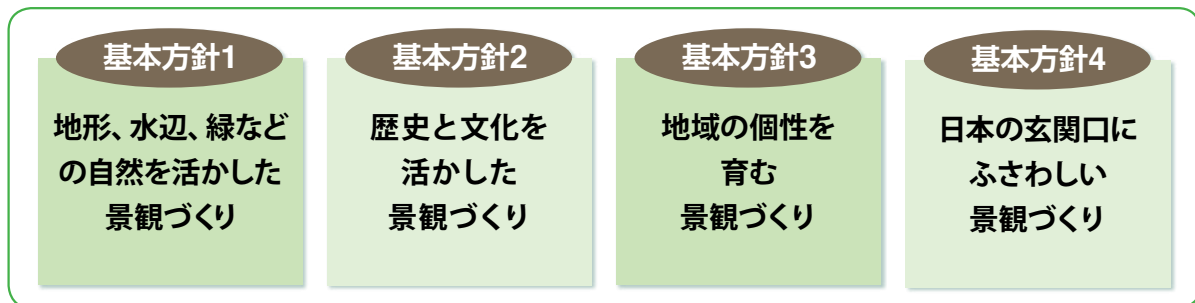 基本方針1
地形、水辺、緑など
の自然を活かした
景観づくり
基本方針2
歴史と文化を
活かした
景観づくり
基本方針3
地域の個性を
育む
景観づくり
基本方針4
日本の玄関口に
ふさわしい
景観づくり